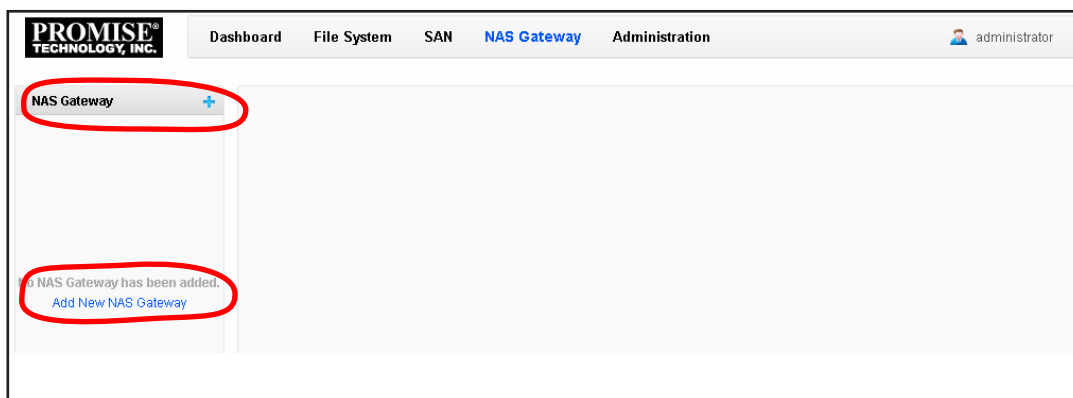 PROMISE®
TECHNOLOGY, INC.
Dashboard File System SAN NAS Gateway Administration administrator
NAS Gateway +
No NAS Gateway has been added.
Add New NAS Gateway